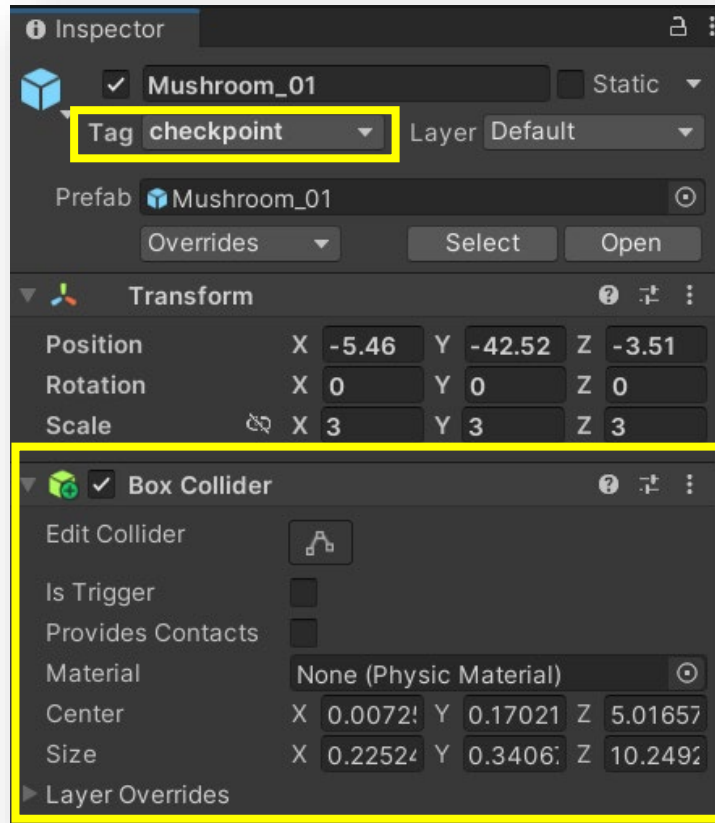 Inspector
Mushroom_01 Static
Tag checkpoint Layer Default
Prefab Mushroom_01
Overrides Select Open
Transform
Position X -5.46 Y -42.52 Z -3.51
Rotation X 0 Y 0 Z 0
Scale X 3 Y 3 Z 3
Box Collider
Edit Collider
Is Trigger
Provides Contacts
Material None (Physic Material)
Center X 0.0072 Y 0.17021 Z 5.01657
Size X 0.22524 Y 0.3406 Z 10.2492
Layer Overrides